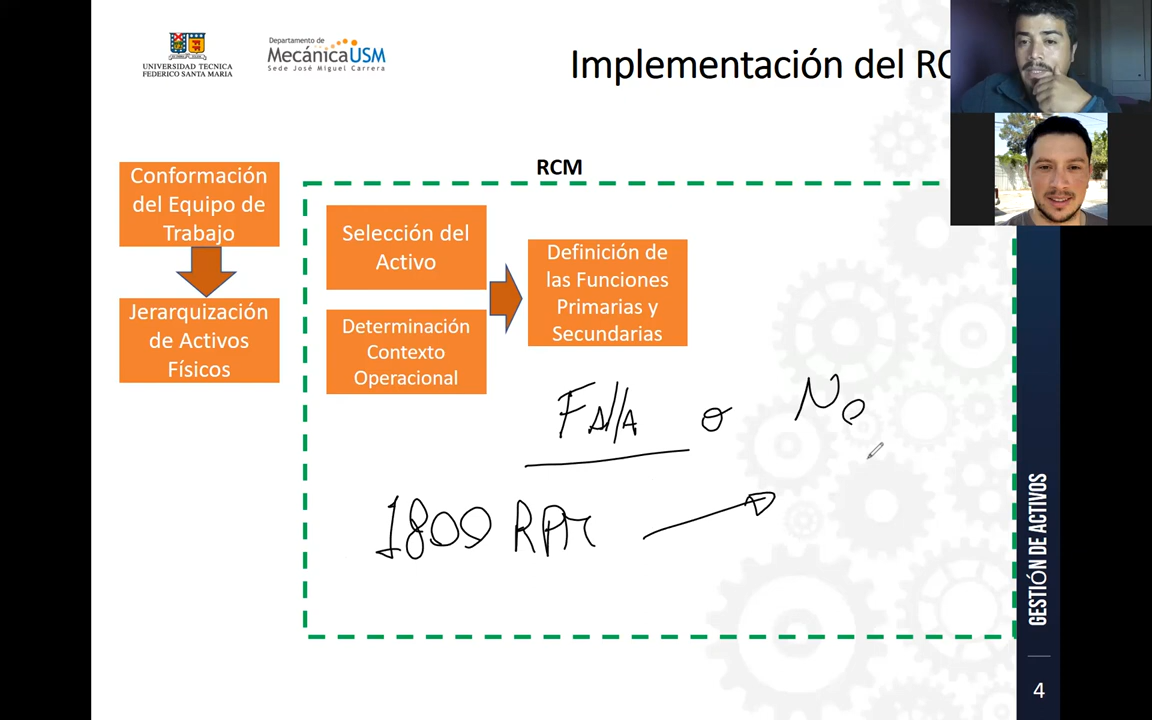 UNIVERSIDAD TECNICA
FEDERICO SANTA MARIA
Departamento de
MecánicaUSM
Sede José Miguel Carrera
Implementación del RC
RCM
Conformación
del Equipo de
Trabajo
Jerarquización
de Activos
Físicos
Selección del
Activo
Determinación
Contexto
Operacional
Definición de
las Funciones
Primarias y
Secundarias
Falla o No
1800 RPM
GESTIÓN DE ACTIVOS
4